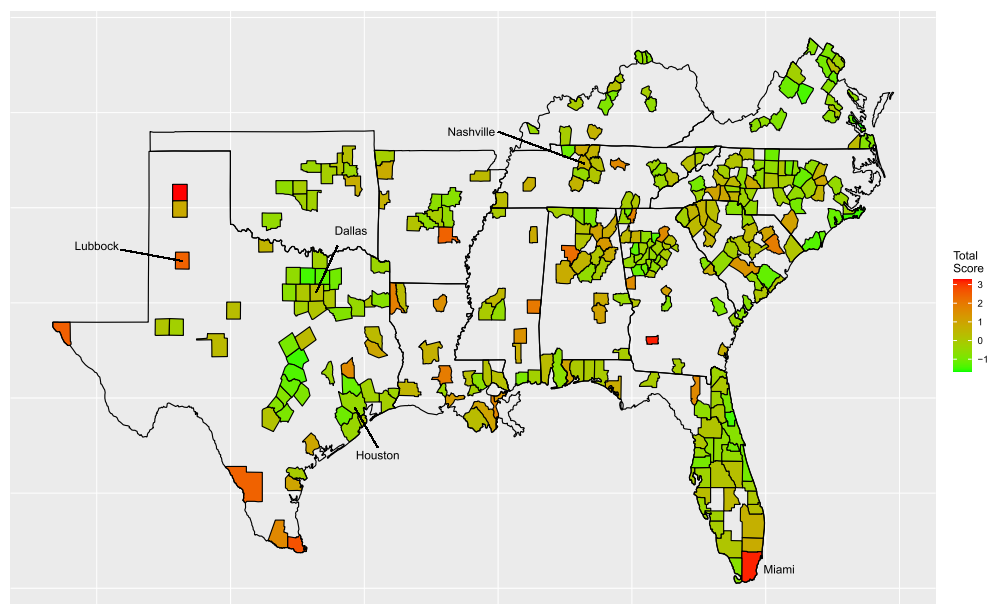 Nashville
Dallas
Lubbock
Houston
Miami
Total
Score
3
2
1
0
−1